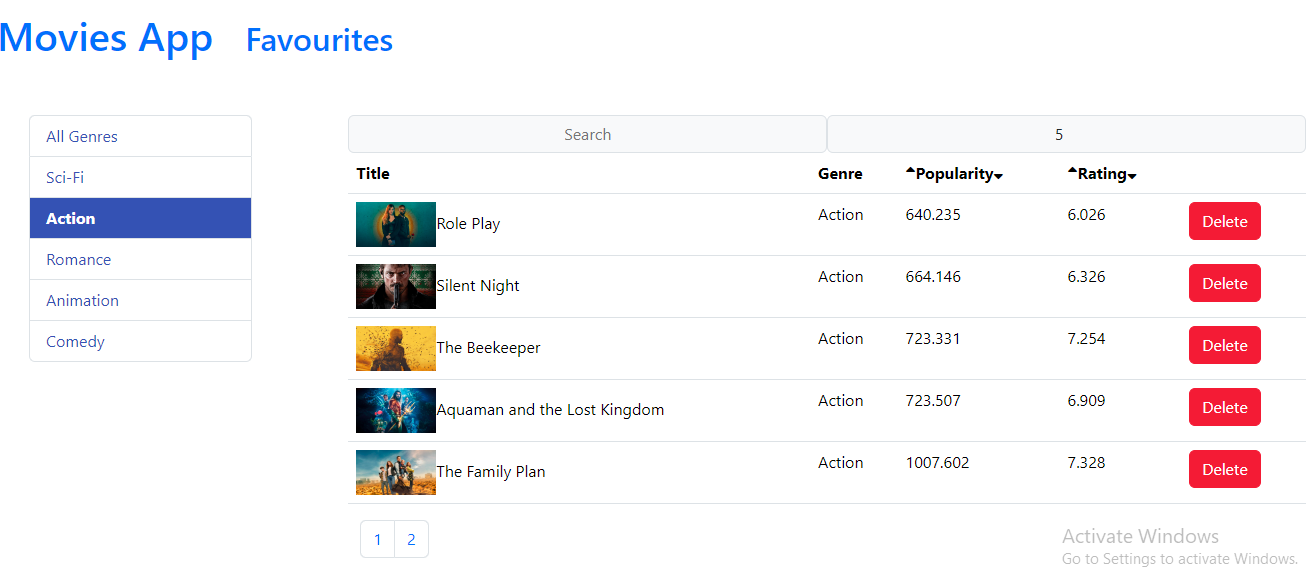 Movies App Favourites
All Genres
Sci-Fi
Action
Romance
Animation
Comedy
Search 5
Title Genre Popularity Rating
Role Play Action 640.235 6.026 Delete
Silent Night Action 664.146 6.326 Delete
The Beekeeper Action 723.331 7.254 Delete
Aquaman and the Lost Kingdom Action 723.507 6.909 Delete
The Family Plan Action 1007.602 7.328 Delete
1 2
Activate Windows
Go to Settings to activate Windows.